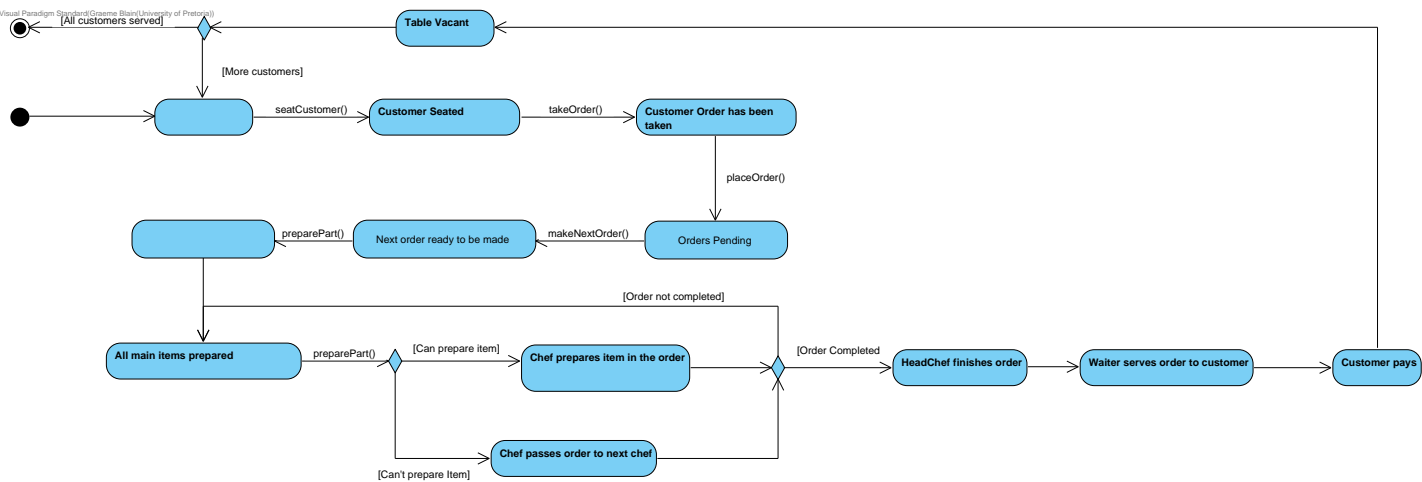 Visual Paradigm Standard(Graeme Blain(University of Pretoria))
[All customers served]
Table Vacant
[More customers]
seatCustomer()
Customer Seated
takeOrder()
Customer Order has been
taken
placeOrder()
preparePart()
Next order ready to be made
makeNextOrder()
Orders Pending
[Order not completed]
All main items prepared
preparePart()
[Can prepare item]
Chef prepares item in the order
[Order Completed
HeadChef finishes order
Waiter serves order to customer
Customer pays
Chef passes order to next chef
[Can't prepare Item]